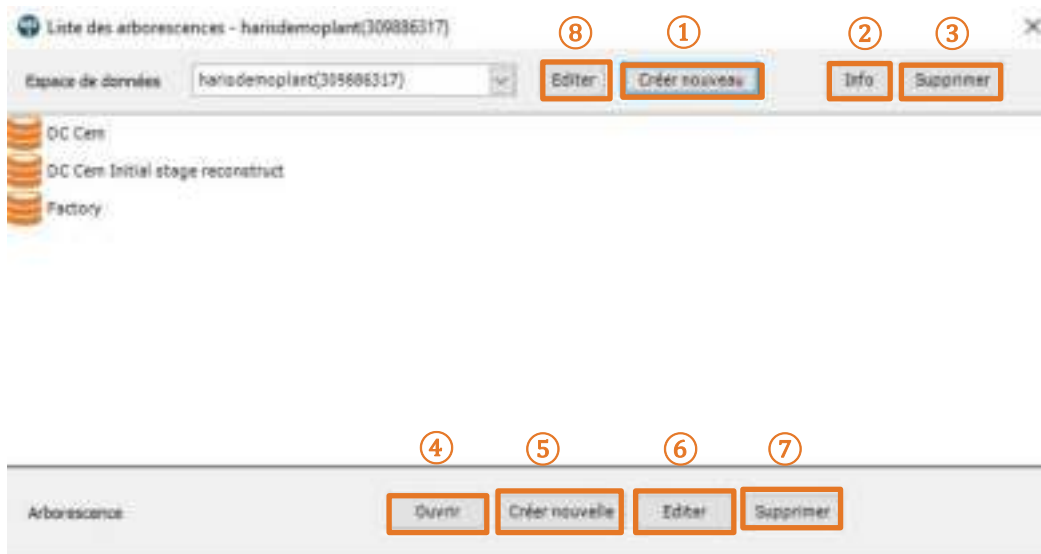 Liste des arborescences - harisdemoplant(309886317)
⑧ ① ② ③
Espace de données harisdemoplant(309886317) Editer Créer nouveau Info Supprimer
DC Cem
DC Cem Initial stage reconstruct
Factory
④ ⑤ ⑥ ⑦
Arborescence Ouvrir Créer nouvelle Editer Supprimer